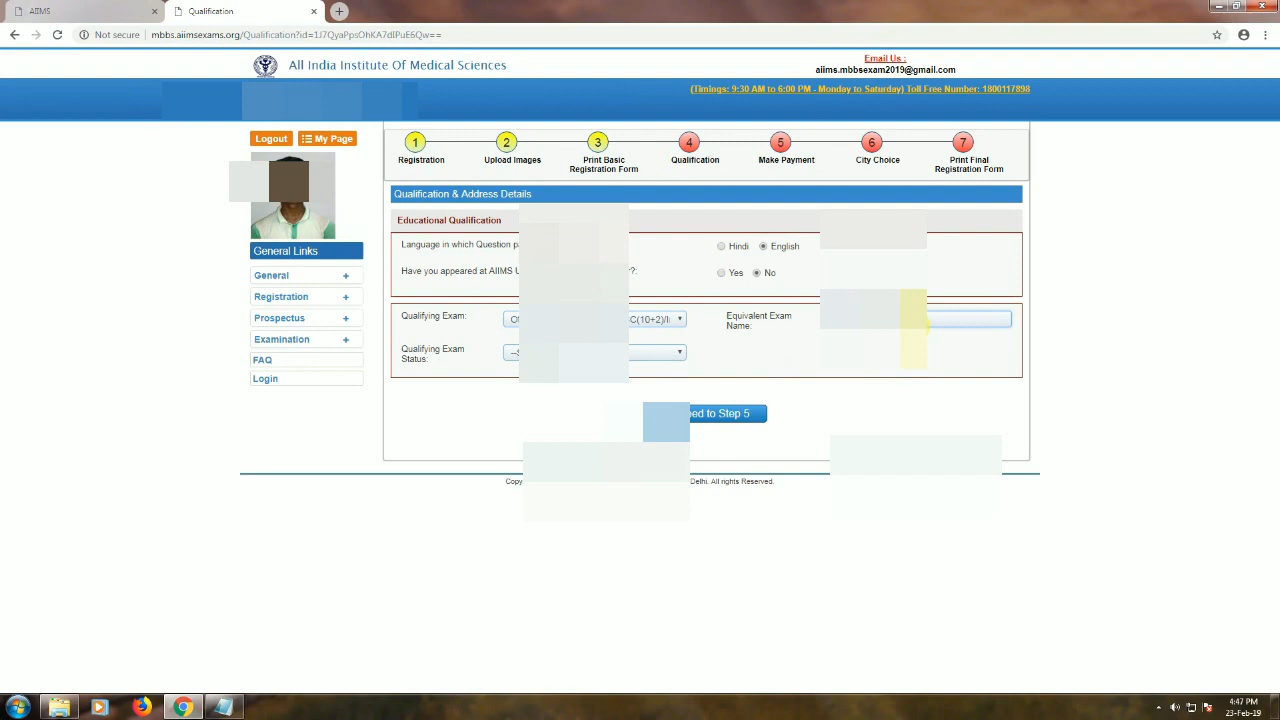 AIIMS
Qualification
Not secure
mbbs.aiimsexams.org/Qualification?id=1J7QyaPpsOhKA7dIPuE6Qw==
All India Institute Of Medical Sciences
Email Us :
aiims.mbbsexam2019@gmail.com
(Timings: 9:30 AM to 6:00 PM - Monday to Saturday) Toll Free Number: 1800117898
Logout
My Page
1 2 3 4 5 6 7
Registration Upload Images Print Basic Registration Form Qualification Make Payment City Choice Print Final Registration Form
Qualification & Address Details
Educational Qualification
Language in which Question
Hindi English
Have you appeared at AIIMS
Yes No
General Links
General +
Registration +
Prospectus +
Examination +
FAQ
Login
Qualifying Exam:
Equivalent Exam Name:
Qualifying Exam Status:
to Step 5
Delhi. All rights Reserved.
4:47 PM
23-Feb-19